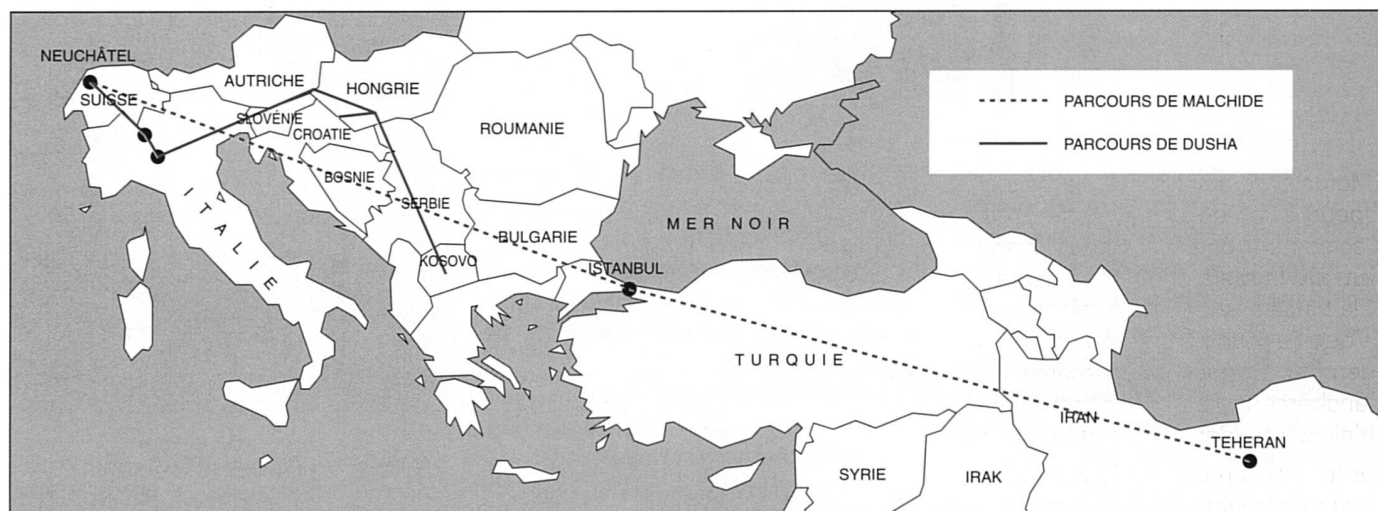 NEUCHÂTEL
SUISSE
AUTRICHE
HONGRIE
SLOVÉNIE
CROATIE
ROUMANIE
BOSNIE
SERBIE
ITALIE
BULGARIE
KOSOVO
ISTANBUL
MER NOIR
TURQUIE
SYRIE
IRAK
IRAN
TEHERAN
PARCOURS DE MALCHIDE
PARCOURS DE DUSHA